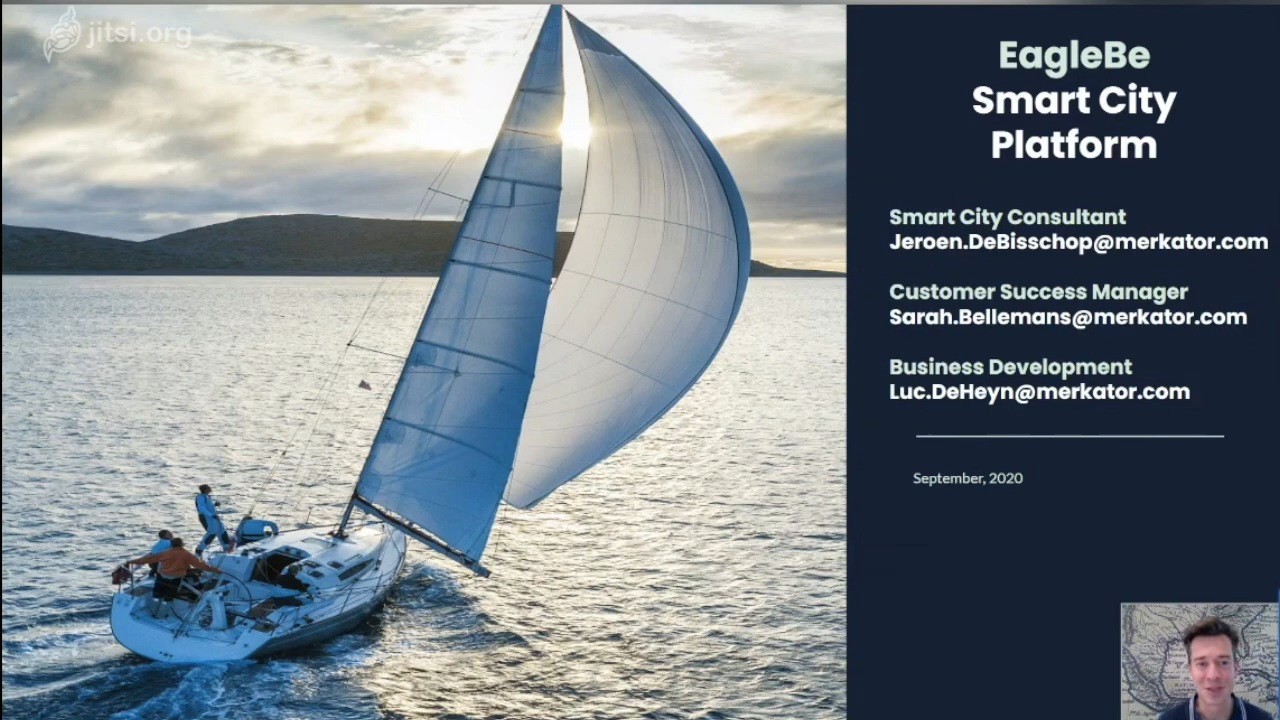 jitsi.org
EagleBe
Smart City
Platform
Smart City Consultant
Jeroen.DeBisschop@merkator.com
Customer Success Manager
Sarah.Bellemans@merkator.com
Business Development
Luc.DeHeyn@merkator.com
September, 2020